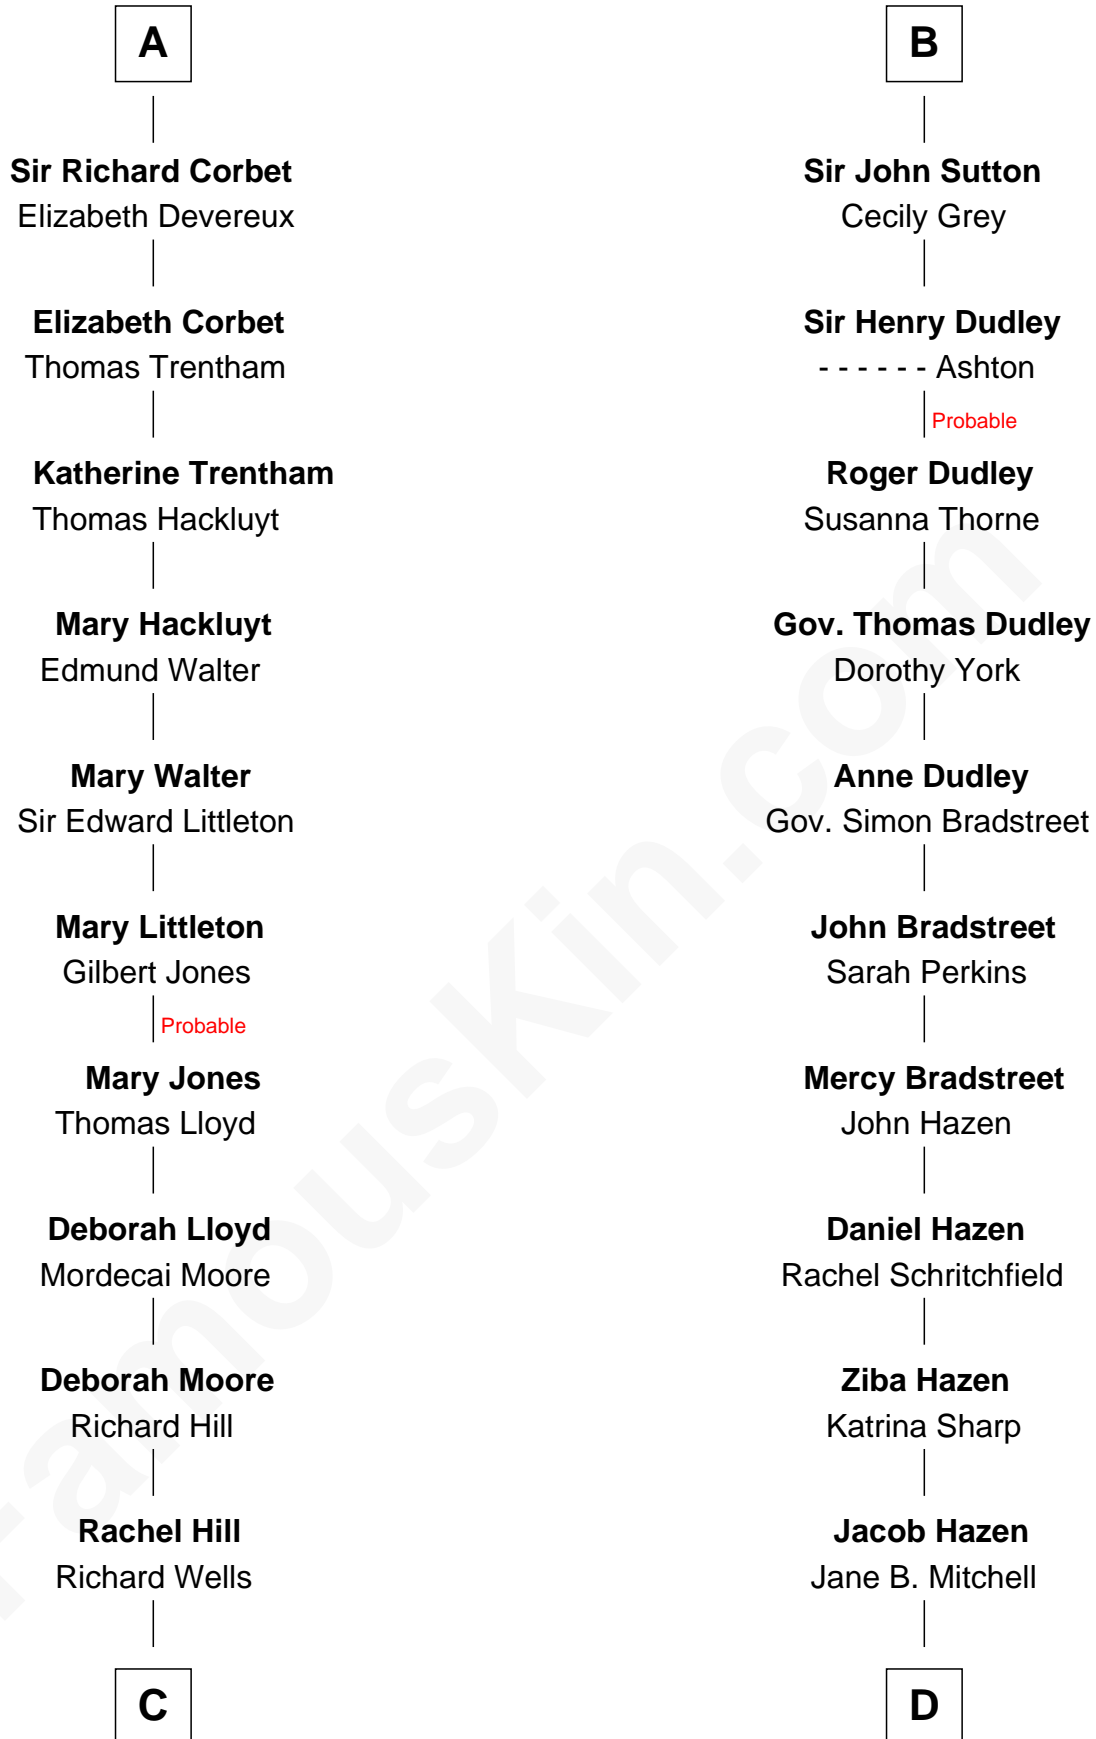 A
Sir Richard Corbet
Elizabeth Devereux
Elizabeth Corbet
Thomas Trentham
Katherine Trentham
Thomas Hackluyt
Mary Hackluyt
Edmund Walter
Mary Walter
Sir Edward Littleton
Mary Littleton
Gilbert Jones
Probable
Mary Jones
Thomas Lloyd
Deborah Lloyd
Mordecai Moore
Deborah Moore
Richard Hill
Rachel Hill
Richard Wells
C
B
Sir John Sutton
Cecily Grey
Sir Henry Dudley
- - - - - - Ashton
Probable
Roger Dudley
Susanna Thorne
Gov. Thomas Dudley
Dorothy York
Anne Dudley
Gov. Simon Bradstreet
John Bradstreet
Sarah Perkins
Mercy Bradstreet
John Hazen
Daniel Hazen
Rachel Schritchfield
Ziba Hazen
Katrina Sharp
Jacob Hazen
Jane B. Mitchell
D
FamousKin.com